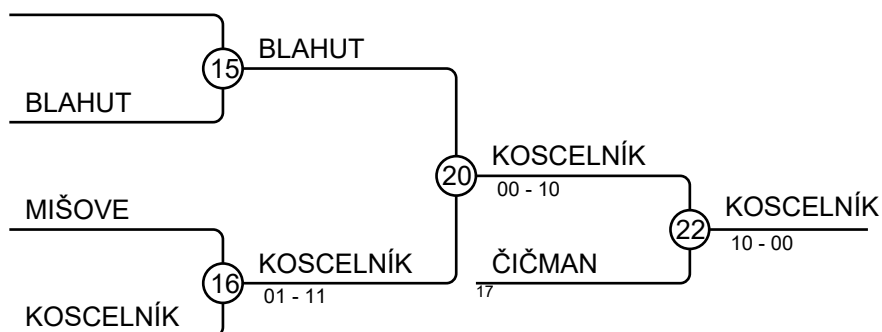 15
BLAHUT
BLAHUT
20
KOSCELNÍK
00 - 10
MIŠOVE
22
KOSCELNÍK
10 - 00
16
KOSCELNÍK
01 - 11
ČIČMAN
17
KOSCELNÍK